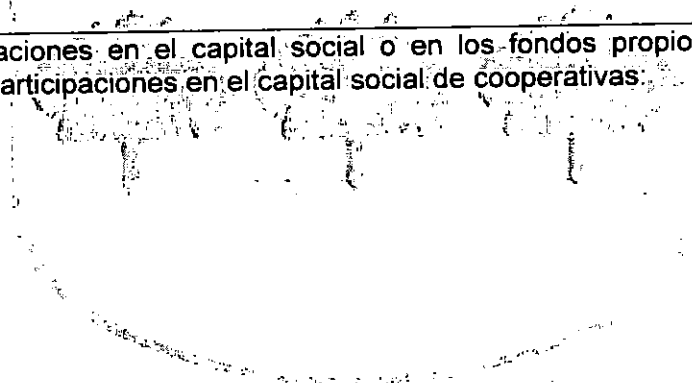 aciones en el capital social o en los fondos propio
articipaciones en el capital social de cooperativas: